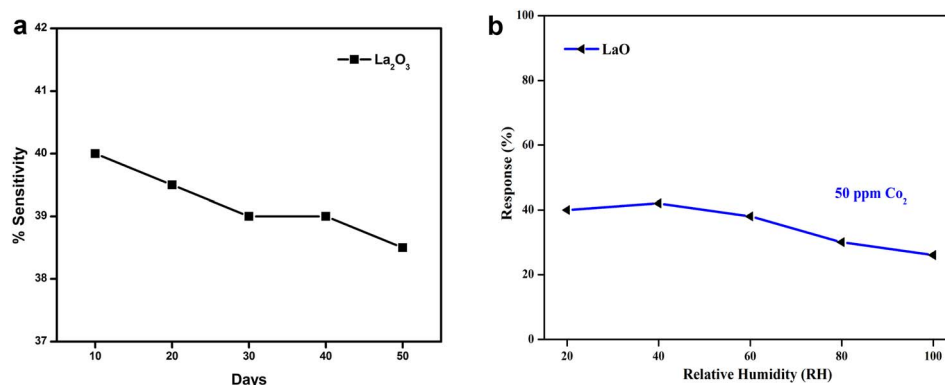 a
42
41
40
39
38
37
% Sensitivity
La₂O₃
10 20 30 40 50
Days
b
100
80
60
40
20
0
Response (%)
LaO
50 ppm Co₂
20 40 60 80 100
Relative Humidity (RH)